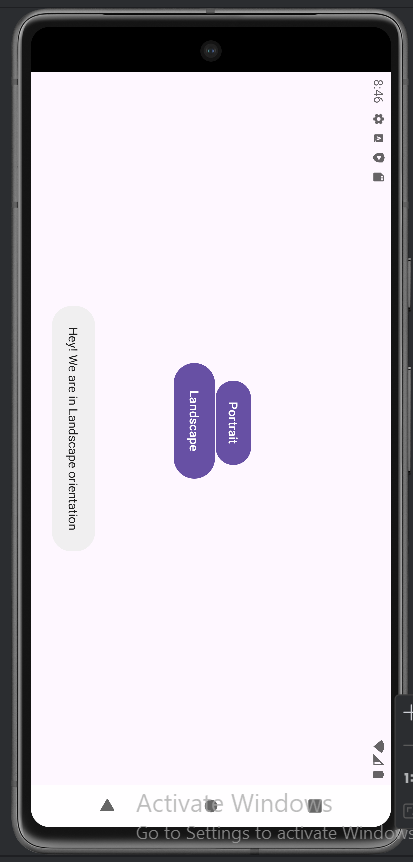 8:46
Portrait
Landscape
Hey! We are in Landscape orientation
Activate Windows
Go to Settings to activate Windows